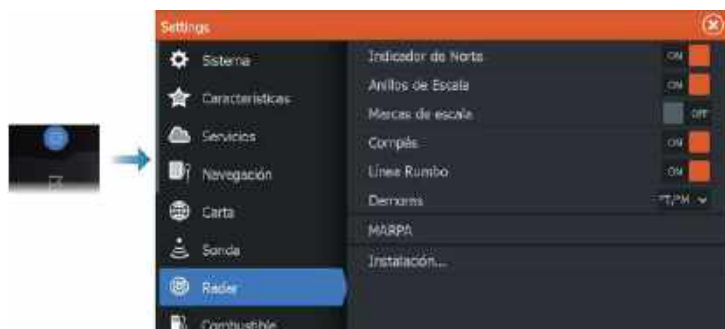 Settings
Sistema
Características
Servicios
Navegación
Carta
Sonda
Radar
Combustible
Indicador de Norte
ON
Anillos de Escala
ON
Marcas de escala
OFF
Compás
ON
Línea Rumbo
ON
Demoras
°T/°M
MARPA
Instalación...